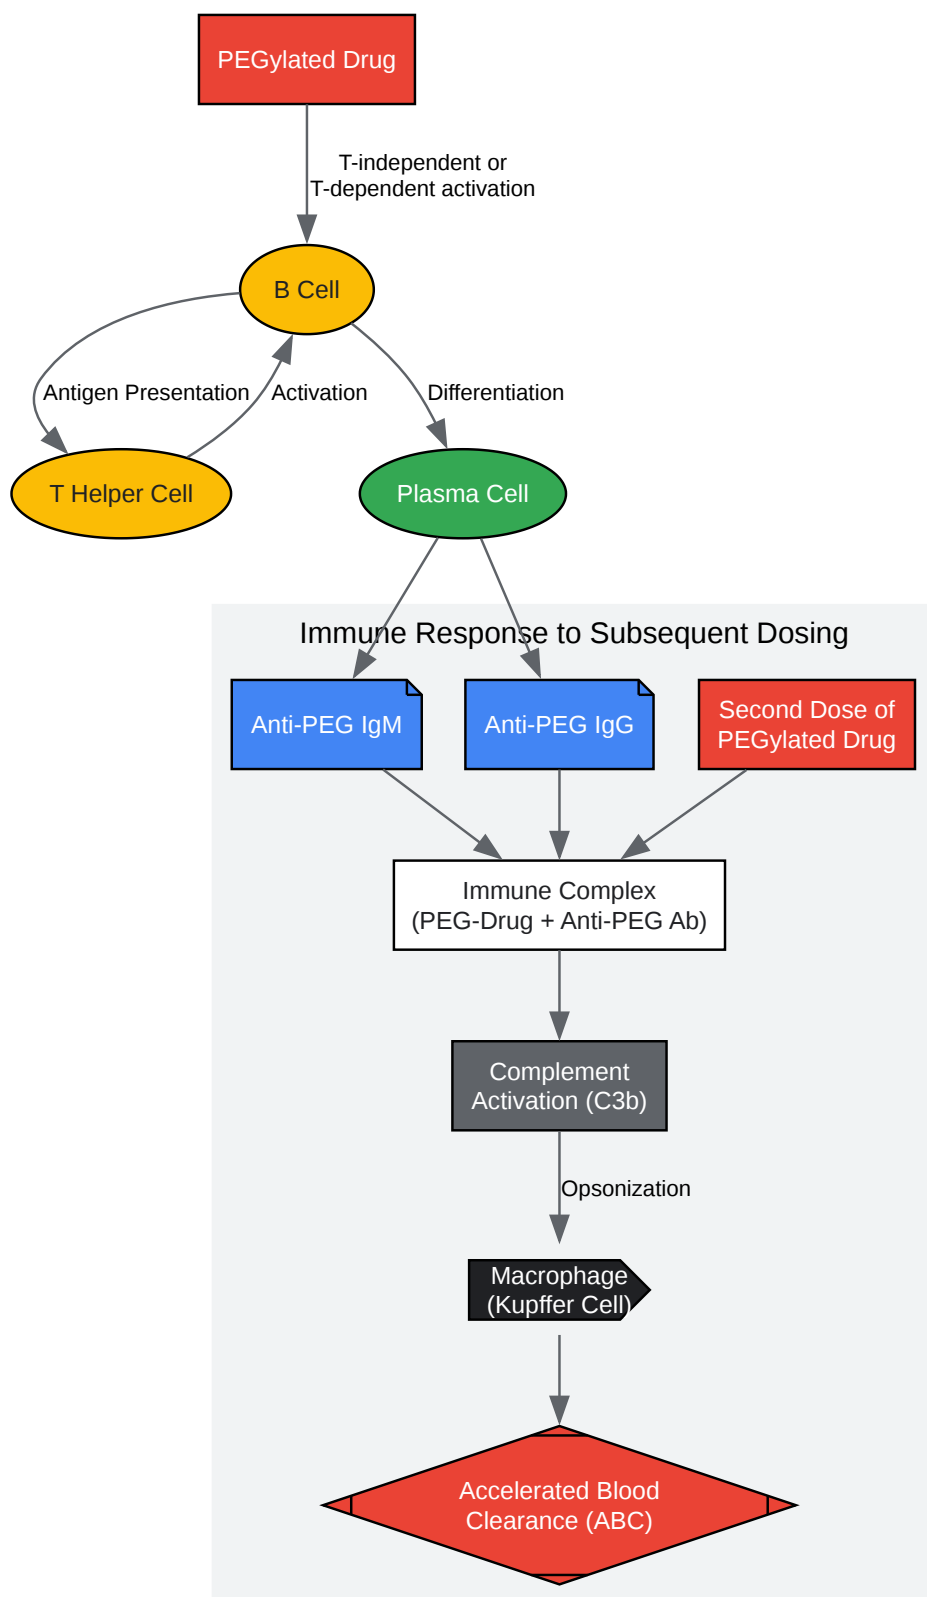 PEGylated Drug
T-independent or
T-dependent activation
B Cell
Antigen Presentation
Activation
Differentiation
T Helper Cell
Plasma Cell
Immune Response to Subsequent Dosing
Anti-PEG IgM
Anti-PEG IgG
Second Dose of
PEGylated Drug
Immune Complex
(PEG-Drug + Anti-PEG Ab)
Complement
Activation (C3b)
Opsonization
Macrophage
(Kupffer Cell)
Accelerated Blood
Clearance (ABC)